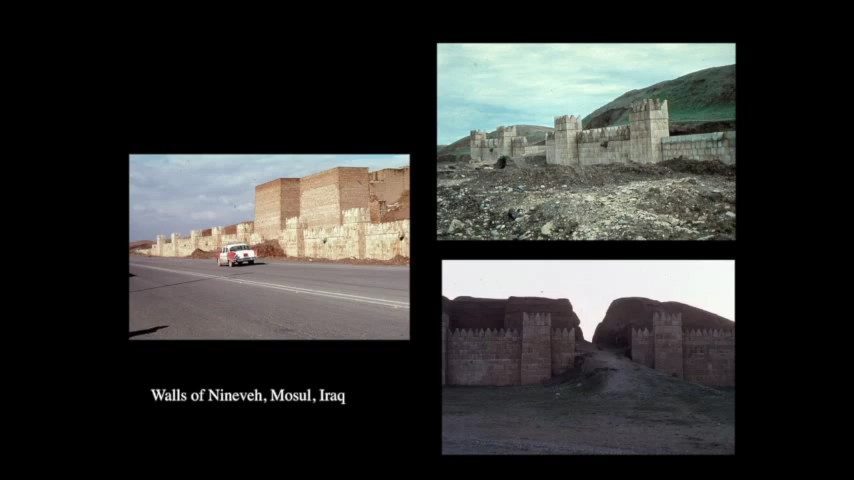 Walls of Nineveh, Mosul, Iraq